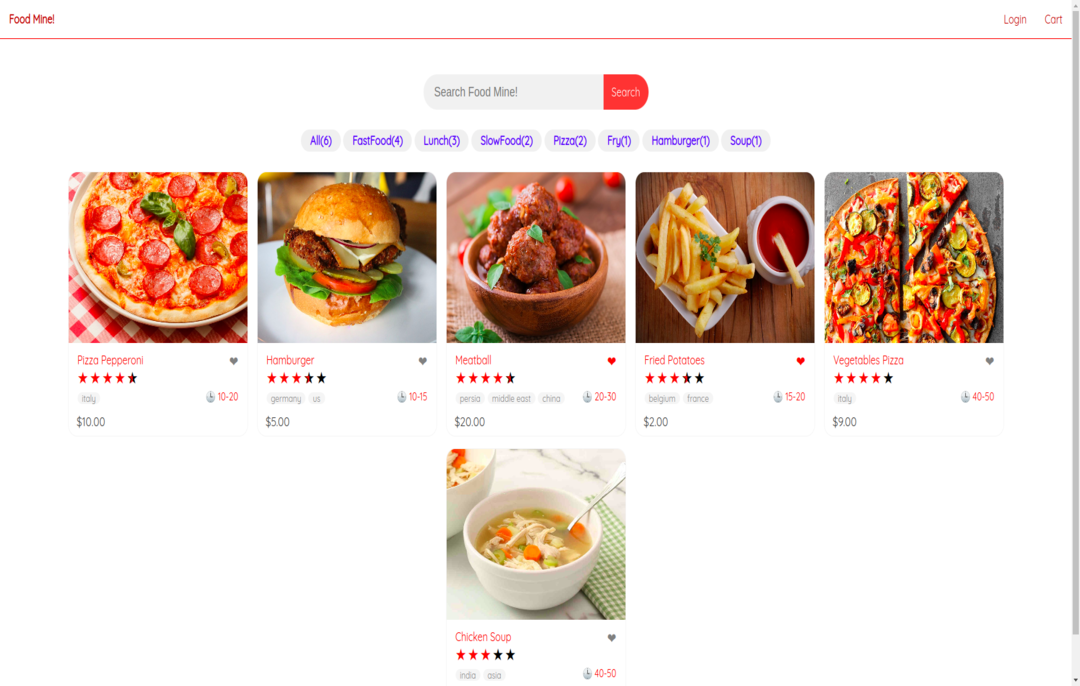 Food Mine!
Login
Cart
Search Food Mine!
Search
All(6)
FastFood(4)
Lunch(3)
SlowFood(2)
Pizza(2)
Fry(1)
Hamburger(1)
Soup(1)
Pizza Pepperoni
italy
10-20
$10.00
Hamburger
germany
us
10-15
$5.00
Meatball
persia
middle east
china
20-30
$20.00
Fried Potatoes
belgium
france
15-20
$2.00
Vegetables Pizza
italy
40-50
$9.00
Chicken Soup
india
asia
40-50